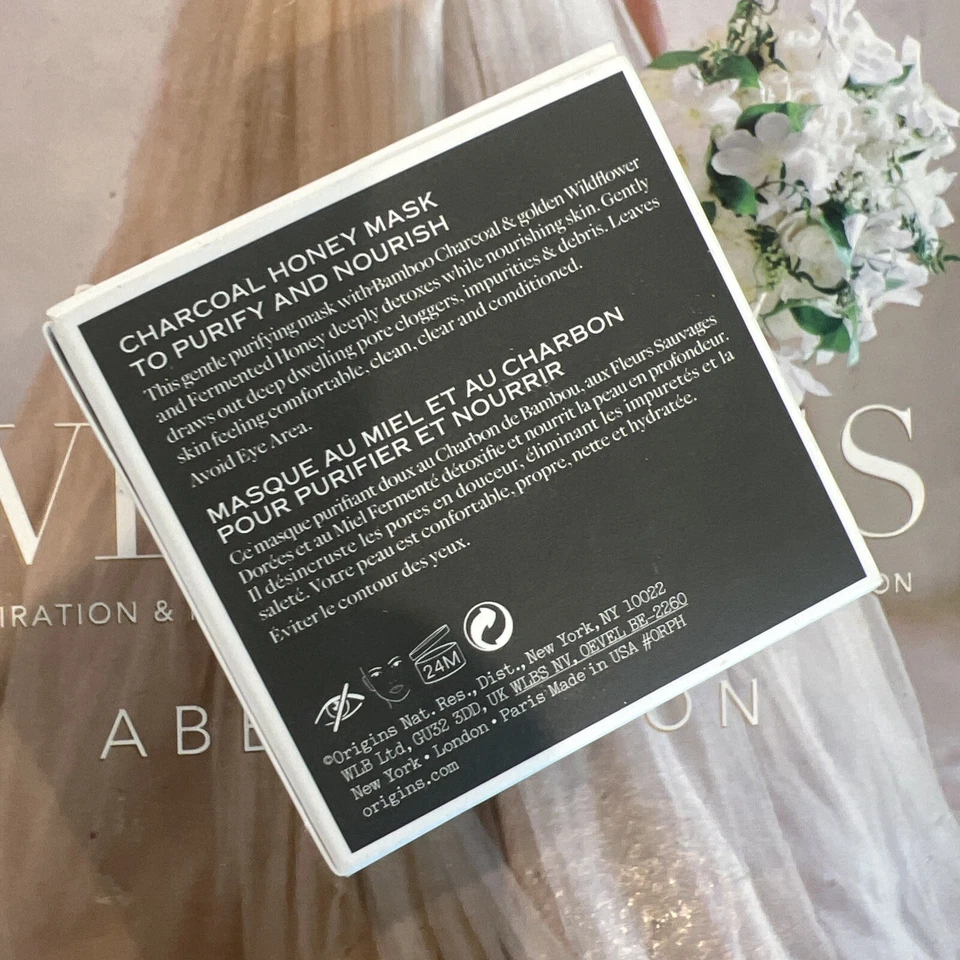 CHARCOAL HONEY MASK
TO PURIFY AND NOURISH
This gentle purifying mask with Bamboo Charcoal & golden Wildflower
and Fermented Honey deeply detoxes while nourishing skin. Gently
draws out deep dwelling pore cloggers, impurities & debris. Leaves
skin feeling comfortable, clean, clear and conditioned.
Avoid Eye Area.
MASQUE AU MIEL ET AU CHARBON
POUR PURIFIER ET NOURRIR
Ce masque purifiant doux au Charbon de Bambou, aux Fleurs Sauvages
Dorées et au Miel Fermenté détoxifie et nourrit la peau en profondeur.
Il désincruste les pores en douceur, éliminant les impuretés et la
saleté. Votre peau est confortable, propre, nette et hydratée.
Éviter le contour des yeux.
24M
©Origins Nat. Res., Dist., New York, NY 10022
WLB Ltd, GU32 3DD, UK WLBS NV, OEVEL BE-2260
New York • London • Paris Made in USA #ORPH
origins.com
S
IRATION &
ON
ABE
ON